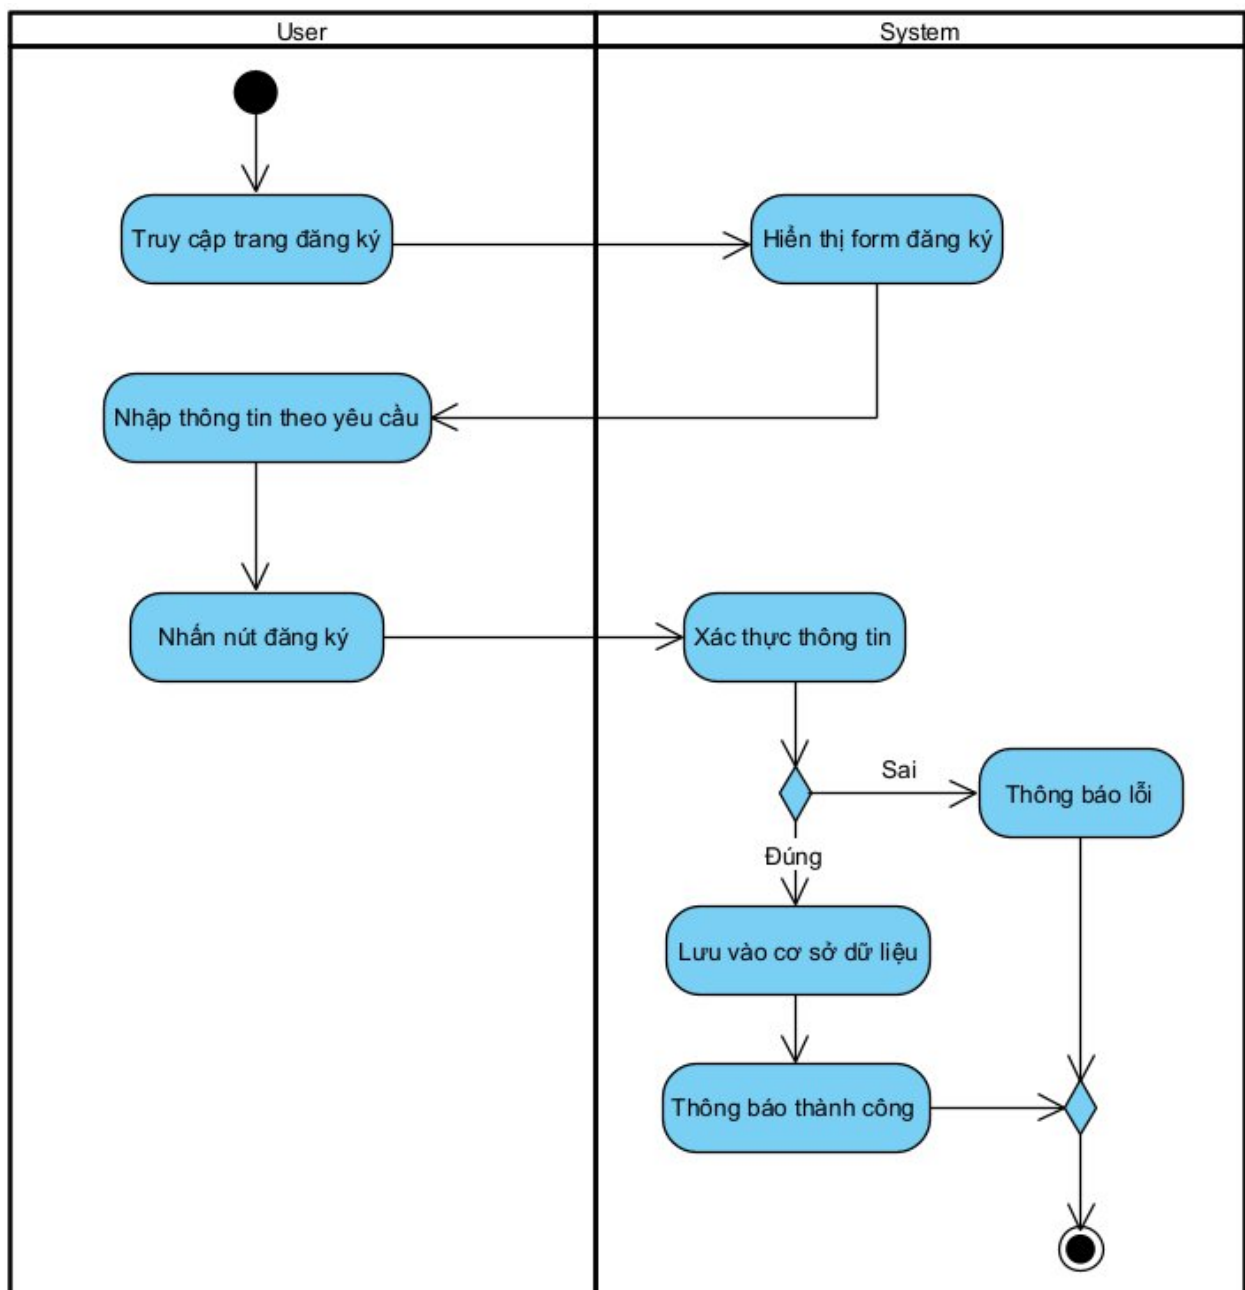 User
System
Truy cập trang đăng ký
Hiển thị form đăng ký
Nhập thông tin theo yêu cầu
Nhấn nút đăng ký
Xác thực thông tin
Sai
Thông báo lỗi
Đúng
Lưu vào cơ sở dữ liệu
Thông báo thành công